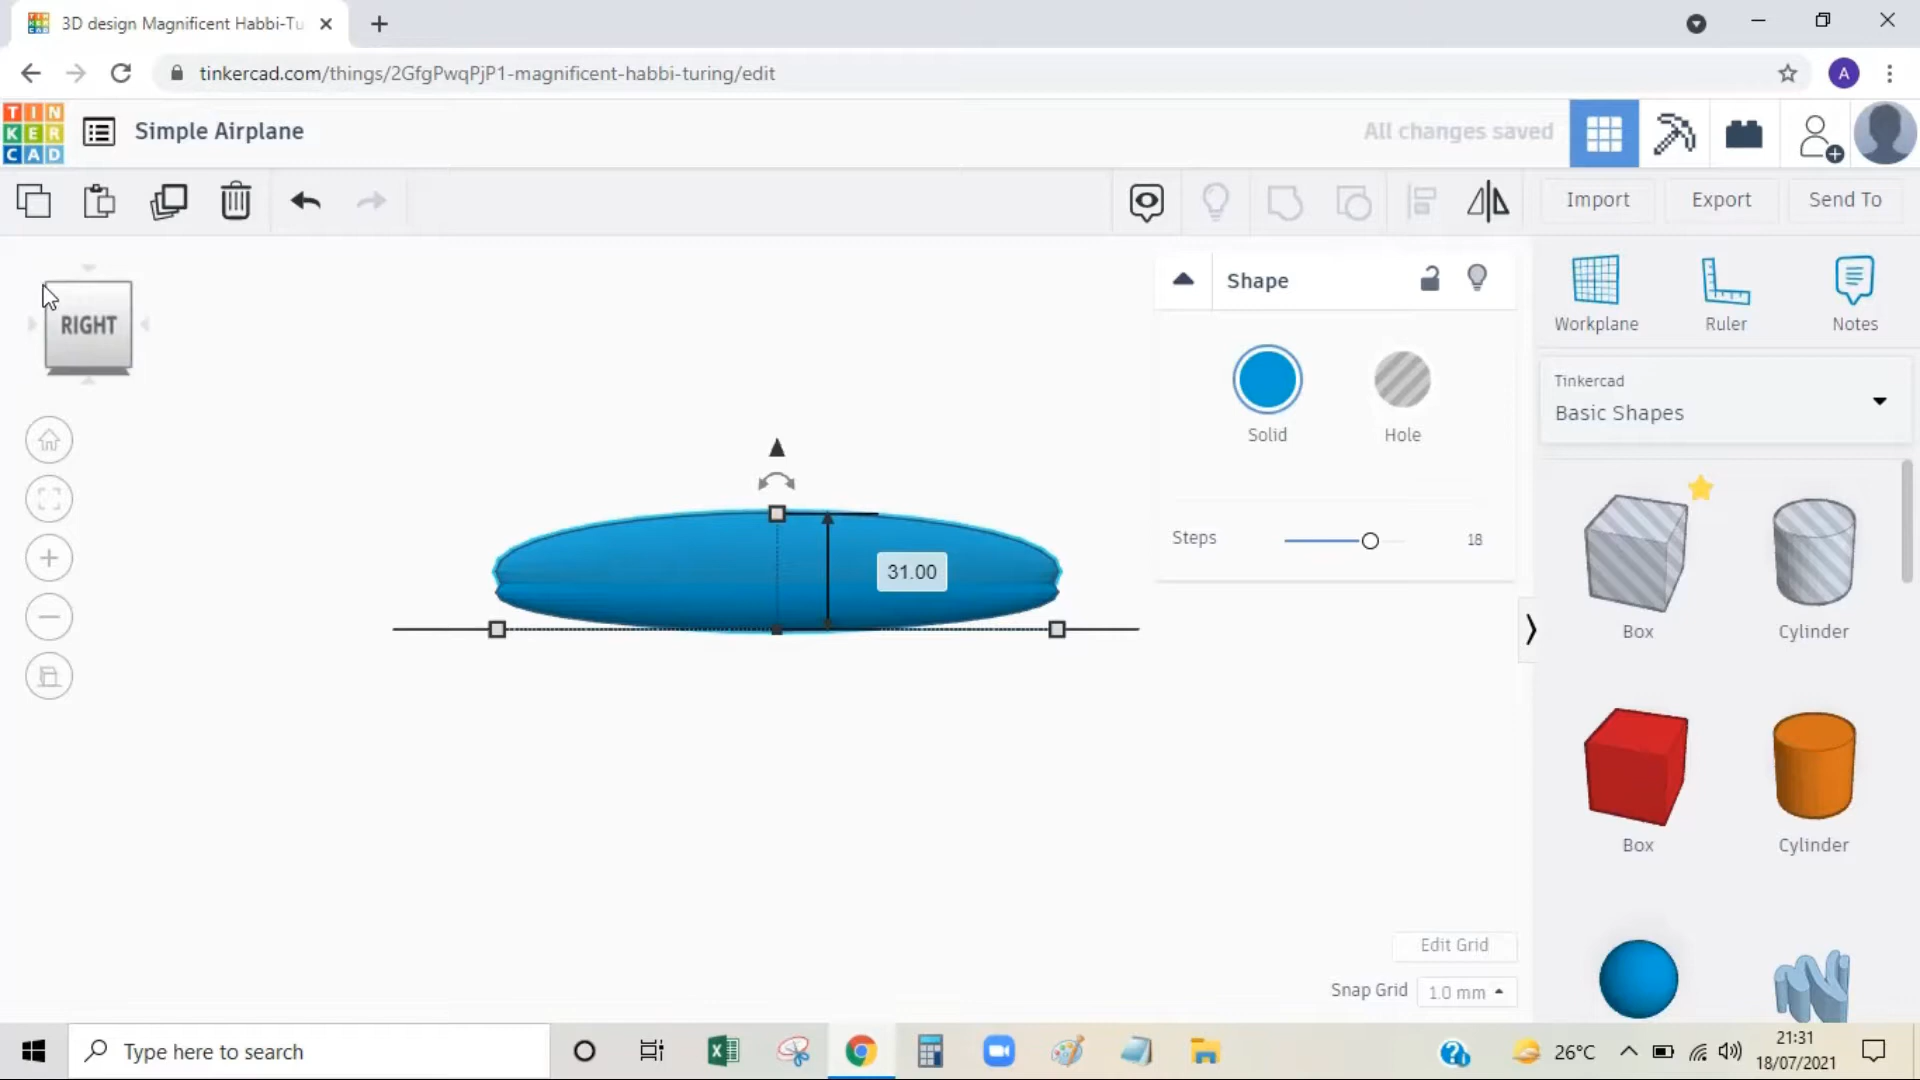 3D design Magnificent Habbi-Tu
tinkercad.com/things/2GfgPwqPjP1-magnificent-habbi-turing/edit
A
TIN
KER
CAD
Simple Airplane
All changes saved
Import
Export
Send To
RIGHT
Shape
Solid
Hole
Steps
18
31.00
Workplane
Ruler
Notes
Tinkercad
Basic Shapes
Box
Cylinder
Box
Cylinder
Edit Grid
Snap Grid
1.0 mm
Type here to search
26°C
21:31
18/07/2021